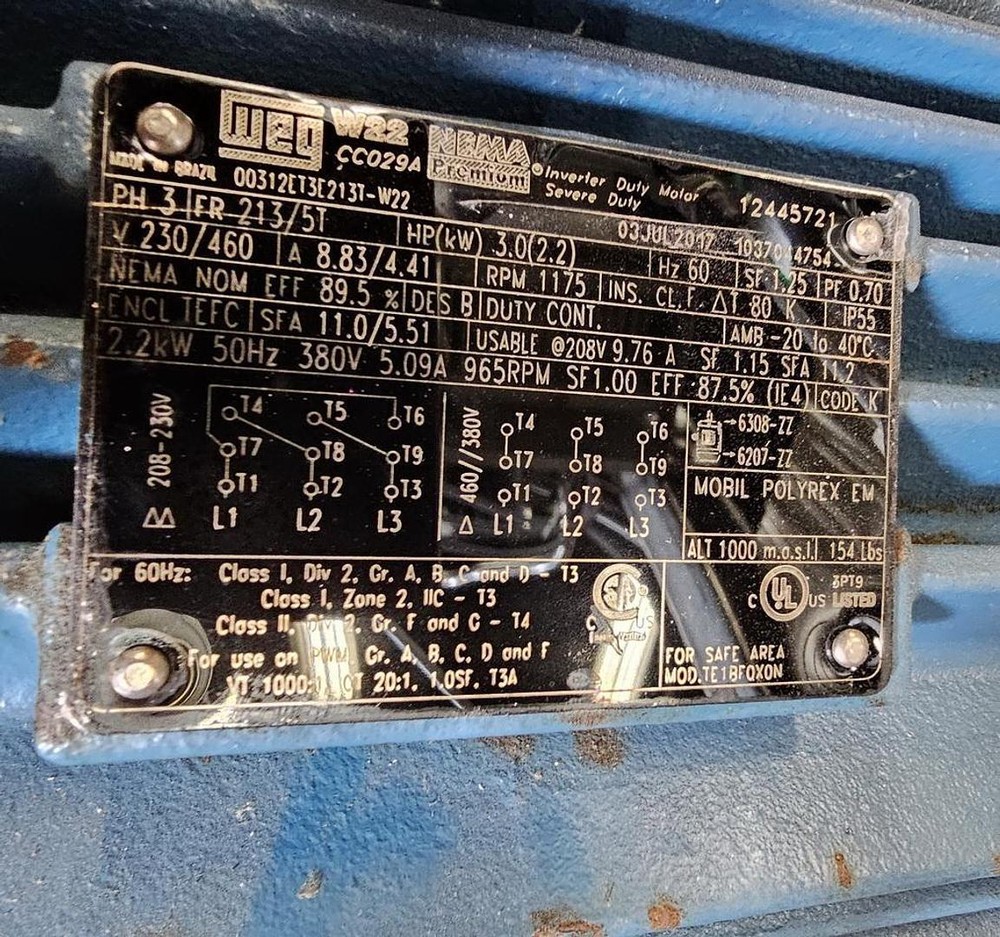 WEG W22 NEMA Premium Inverter Duty Motor 12445721
CC029A Severe Duty
MADE IN BRAZIL 00312ET3E213T-W22 03JUL2017
PH 3 FR 213/5T HP(kW) 3.0(2.2) Hz 60 SF 1.25 PF 0.70
V 230/460 A 8.83/4.41 RPM 1175 INS. CL.F ΔT 80 K IP55
NEMA NOM EFF 89.5 % DES B DUTY CONT. AMB -20 to 40°C
ENCL TEFC SFA 11.0/5.51 USABLE @208V 9.76 A SF 1.15 SFA 11.2
2.2kW 50Hz 380V 5.09A 965RPM SF1.00 EFF 87.5% (IE4) CODE K
208-230V
T4 T5 T6
T7 T8 T9
T1 T2 T3
ΔΔ L1 L2 L3
460//380V
T4 T5 T6
T7 T8 T9
T1 T2 T3
Δ L1 L2 L3
6308-ZZ
6207-ZZ
MOBIL POLYREX EM
ALT 1000 m.a.s.l. 154 Lbs
For 60Hz: Class I, Div 2, Gr. A, B, C and D - T3
Class I, Zone 2, IIC - T3
Class II, Div 2, Gr. F and G - T4
For use on PWM, Gr. A, B, C, D and F
VT 1000:1, CT 20:1, 1.0SF, T3A
SA
C US
Energy Verified
C UL US LISTED
3PT9
FOR SAFE AREA
MOD.TE1BFOXON